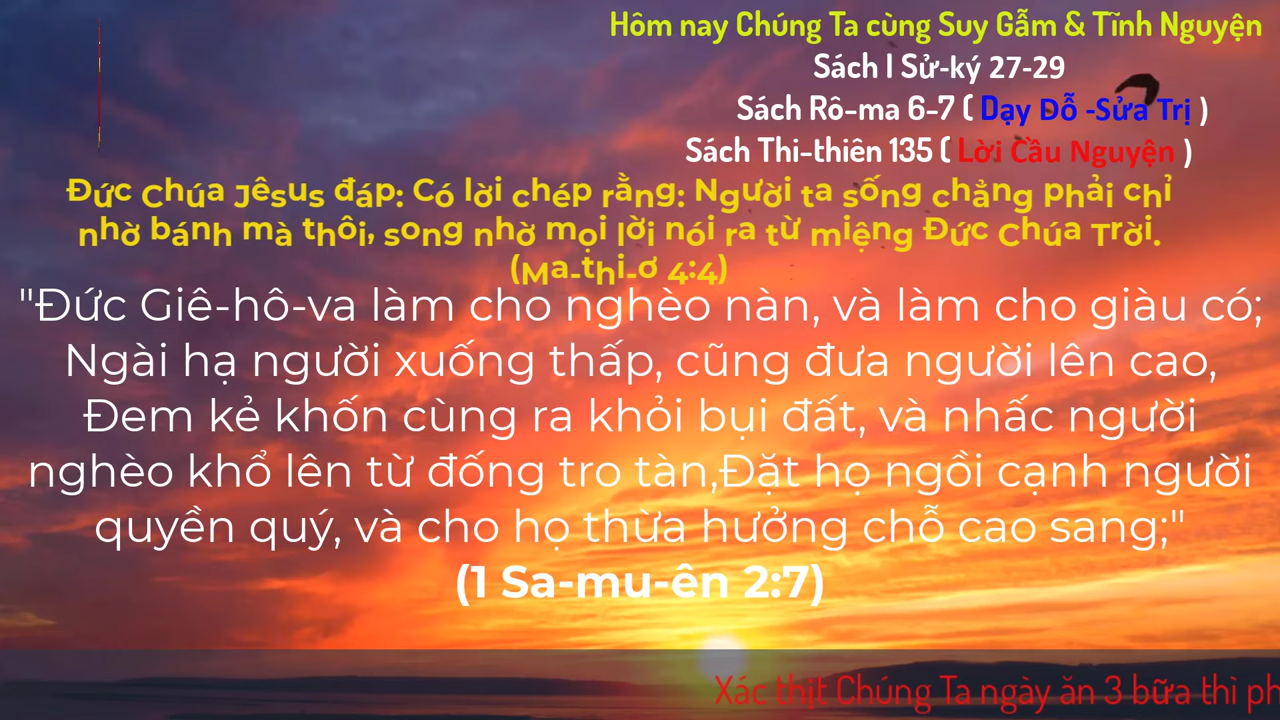 Hôm nay Chúng Ta cùng Suy Gẫm & Tĩnh Nguyện
Sách I Sử-ký 27-29
Sách Rô-ma 6-7 ( Dạy Đỗ -Sửa Trị )
Sách Thi-thiên 135 ( Lời Cầu Nguyện )
Đức Chúa Jêsus đáp: Có lời chép rằng: Người ta sống chẳng phải chỉ
nhờ bánh mà thôi, song nhờ mọi lời nói ra từ miệng Đức Chúa Trời.
(Ma-thi-ơ 4:4)
"Đức Giê-hô-va làm cho nghèo nàn, và làm cho giàu có;
Ngài hạ người xuống thấp, cũng đưa người lên cao,
Đem kẻ khốn cùng ra khỏi bụi đất, và nhấc người
nghèo khổ lên từ đống tro tàn,Đặt họ ngồi cạnh người
quyền quý, và cho họ thừa hưởng chỗ cao sang;"
(1 Sa-mu-ên 2:7)
Xác thịt Chúng Ta ngày ăn 3 bữa thì ph